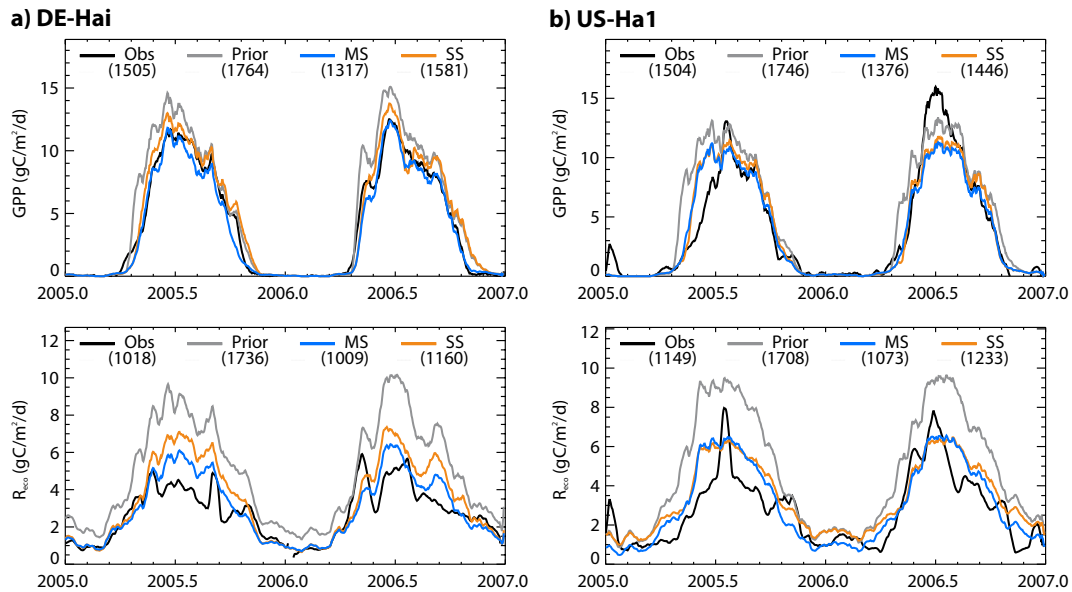 a) DE-Hai
b) US-Ha1
Obs Prior MS SS
(1505) (1764) (1317) (1581)
GPP (gC/m²/d)
15
10
5
0
2005.0 2005.5 2006.0 2006.5 2007.0
Obs Prior MS SS
(1504) (1746) (1376) (1446)
GPP (gC/m²/d)
15
10
5
0
2005.0 2005.5 2006.0 2006.5 2007.0
Obs Prior MS SS
(1018) (1736) (1009) (1160)
Reco (gC/m²/d)
12
10
8
6
4
2
0
2005.0 2005.5 2006.0 2006.5 2007.0
Obs Prior MS SS
(1149) (1708) (1073) (1233)
Reco (gC/m²/d)
12
10
8
6
4
2
0
2005.0 2005.5 2006.0 2006.5 2007.0